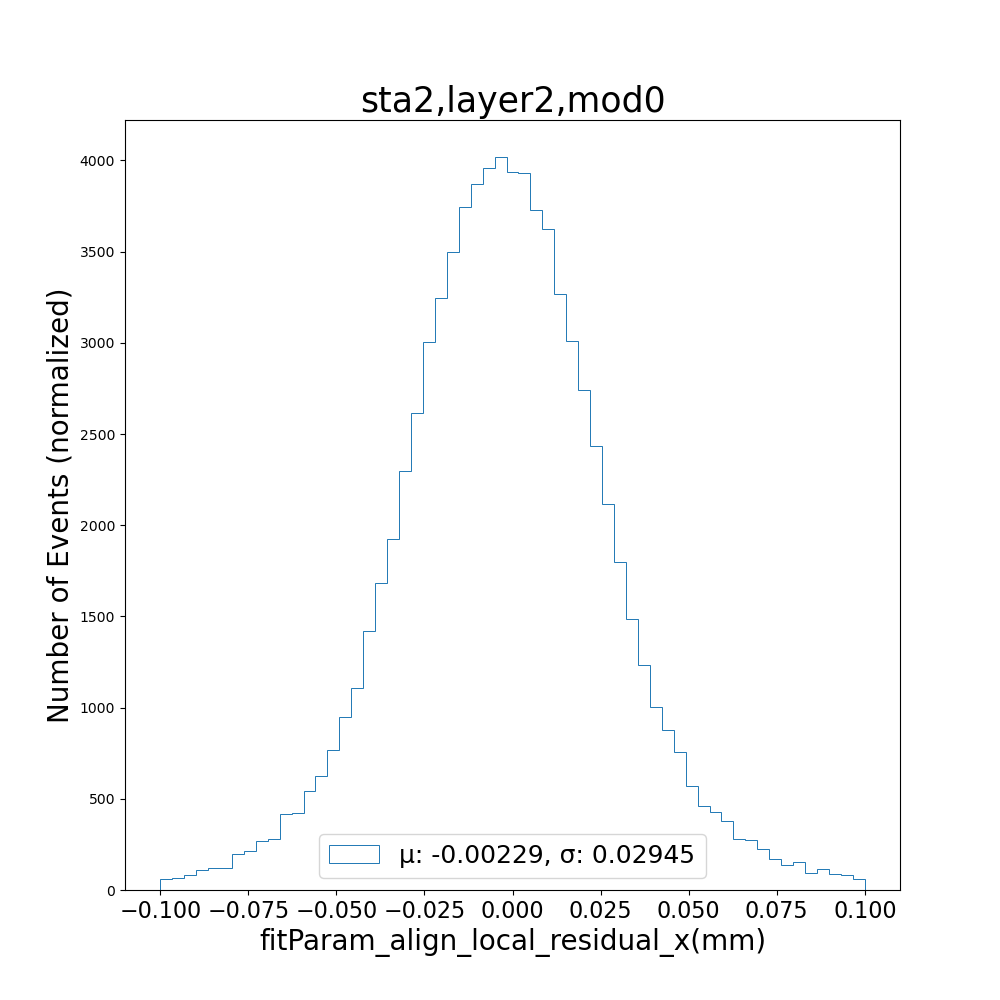 sta2,layer2,mod0
Number of Events (normalized)
4000
3500
3000
2500
2000
1500
1000
500
0
μ: -0.00229, σ: 0.02945
−0.100 −0.075 −0.050 −0.025 0.000 0.025 0.050 0.075 0.100
fitParam_align_local_residual_x(mm)